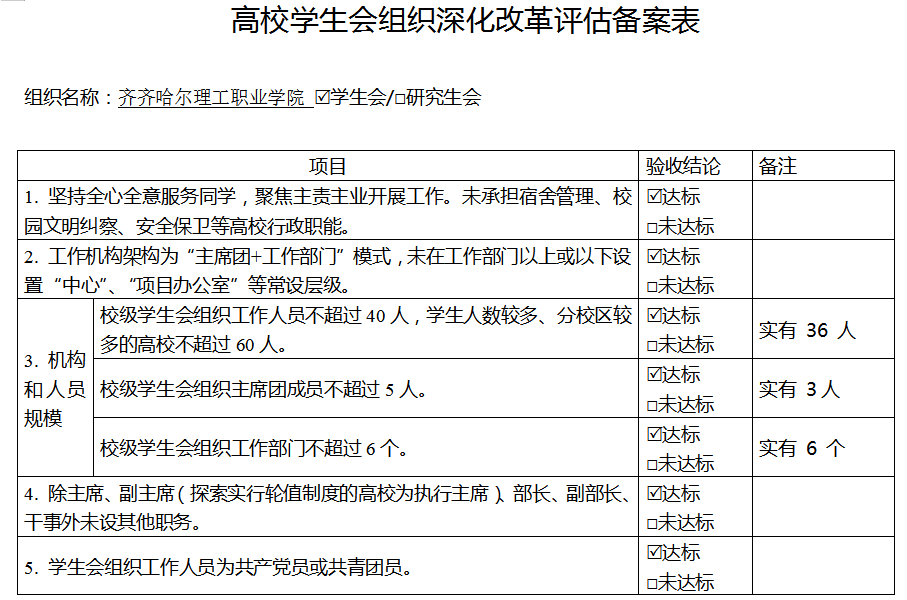 高校学生会组织深化改革评估备案表
组织名称：齐齐哈尔理工职业学院 ☑学生会/□研究生会
项目 验收结论 备注
1. 坚持全心全意服务同学，聚焦主责主业开展工作。未承担宿舍管理、校 ☑达标
园文明纠察、安全保卫等高校行政职能。 □未达标
2. 工作机构架构为“主席团+工作部门”模式，未在工作部门以上或以下设 ☑达标
置“中心”、“项目办公室”等常设层级。 □未达标
3. 机构
和人员
规模
校级学生会组织工作人员不超过 40 人，学生人数较多、分校区较 ☑达标
多的高校不超过 60 人。 □未达标
实有 36 人
校级学生会组织主席团成员不超过 5 人。 ☑达标
□未达标
实有 3 人
校级学生会组织工作部门不超过 6 个。 ☑达标
□未达标
实有 6 个
4. 除主席、副主席（探索实行轮值制度的高校为执行主席）、部长、副部长、 ☑达标
干事外未设其他职务。 □未达标
5. 学生会组织工作人员为共产党员或共青团员。 ☑达标
□未达标